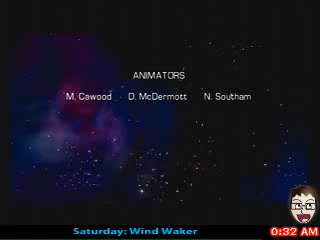 ANIMATORS
M. Cawood D. McDermott N. Southam
Saturday: Wind Waker
0:32 AM